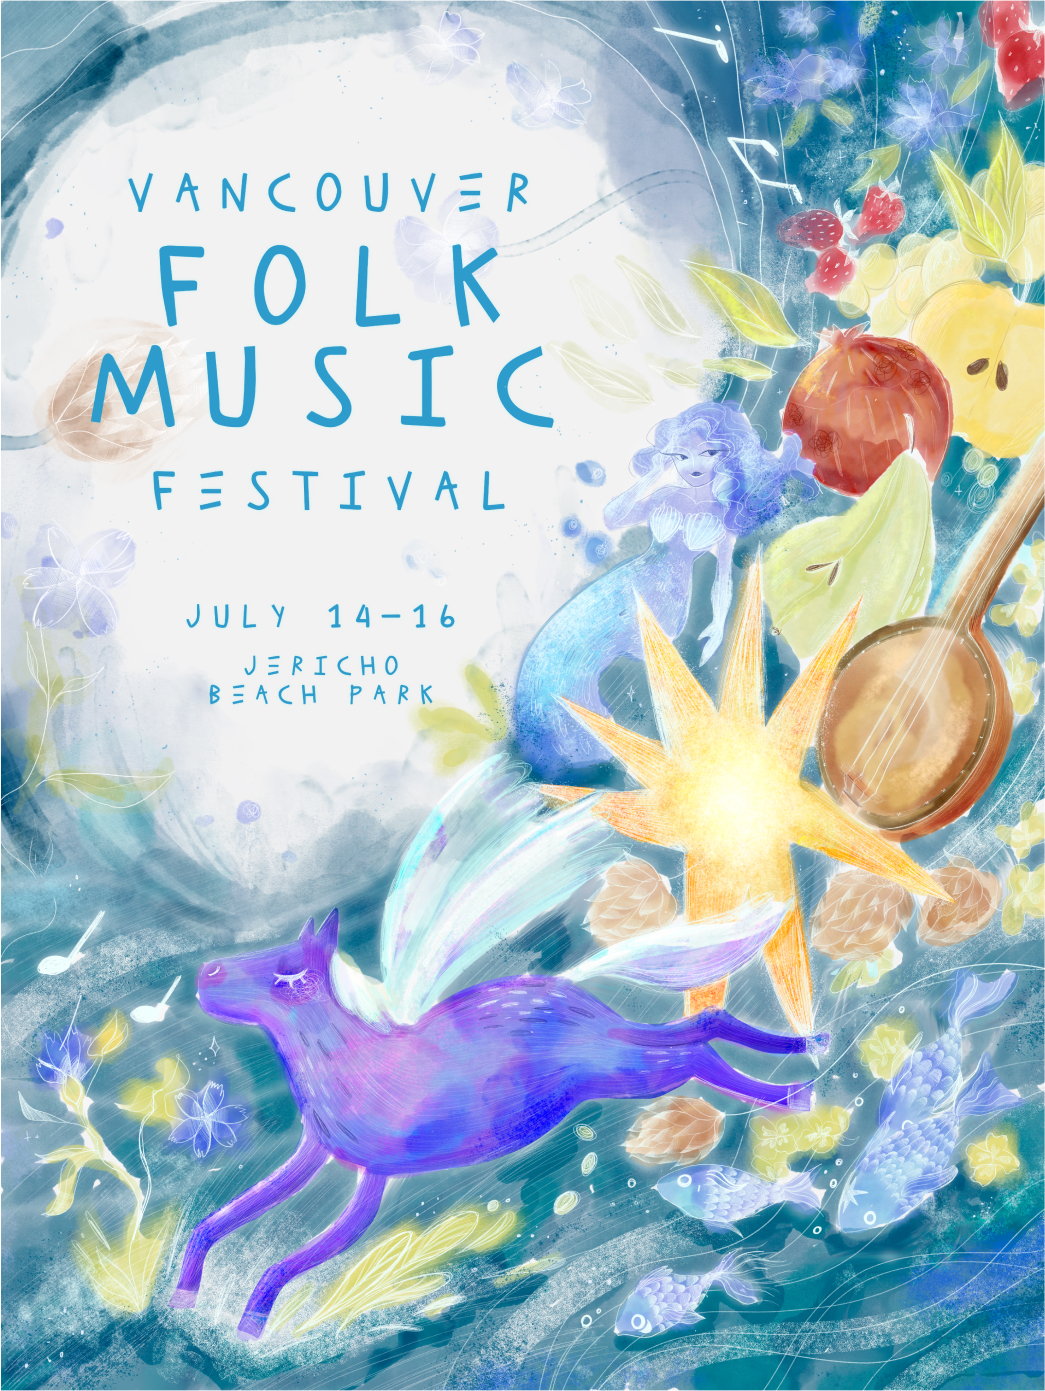 VANCOUVER
FOLK
MUSIC
FESTIVAL
JULY 14-16
JERICHO
BEACH PARK